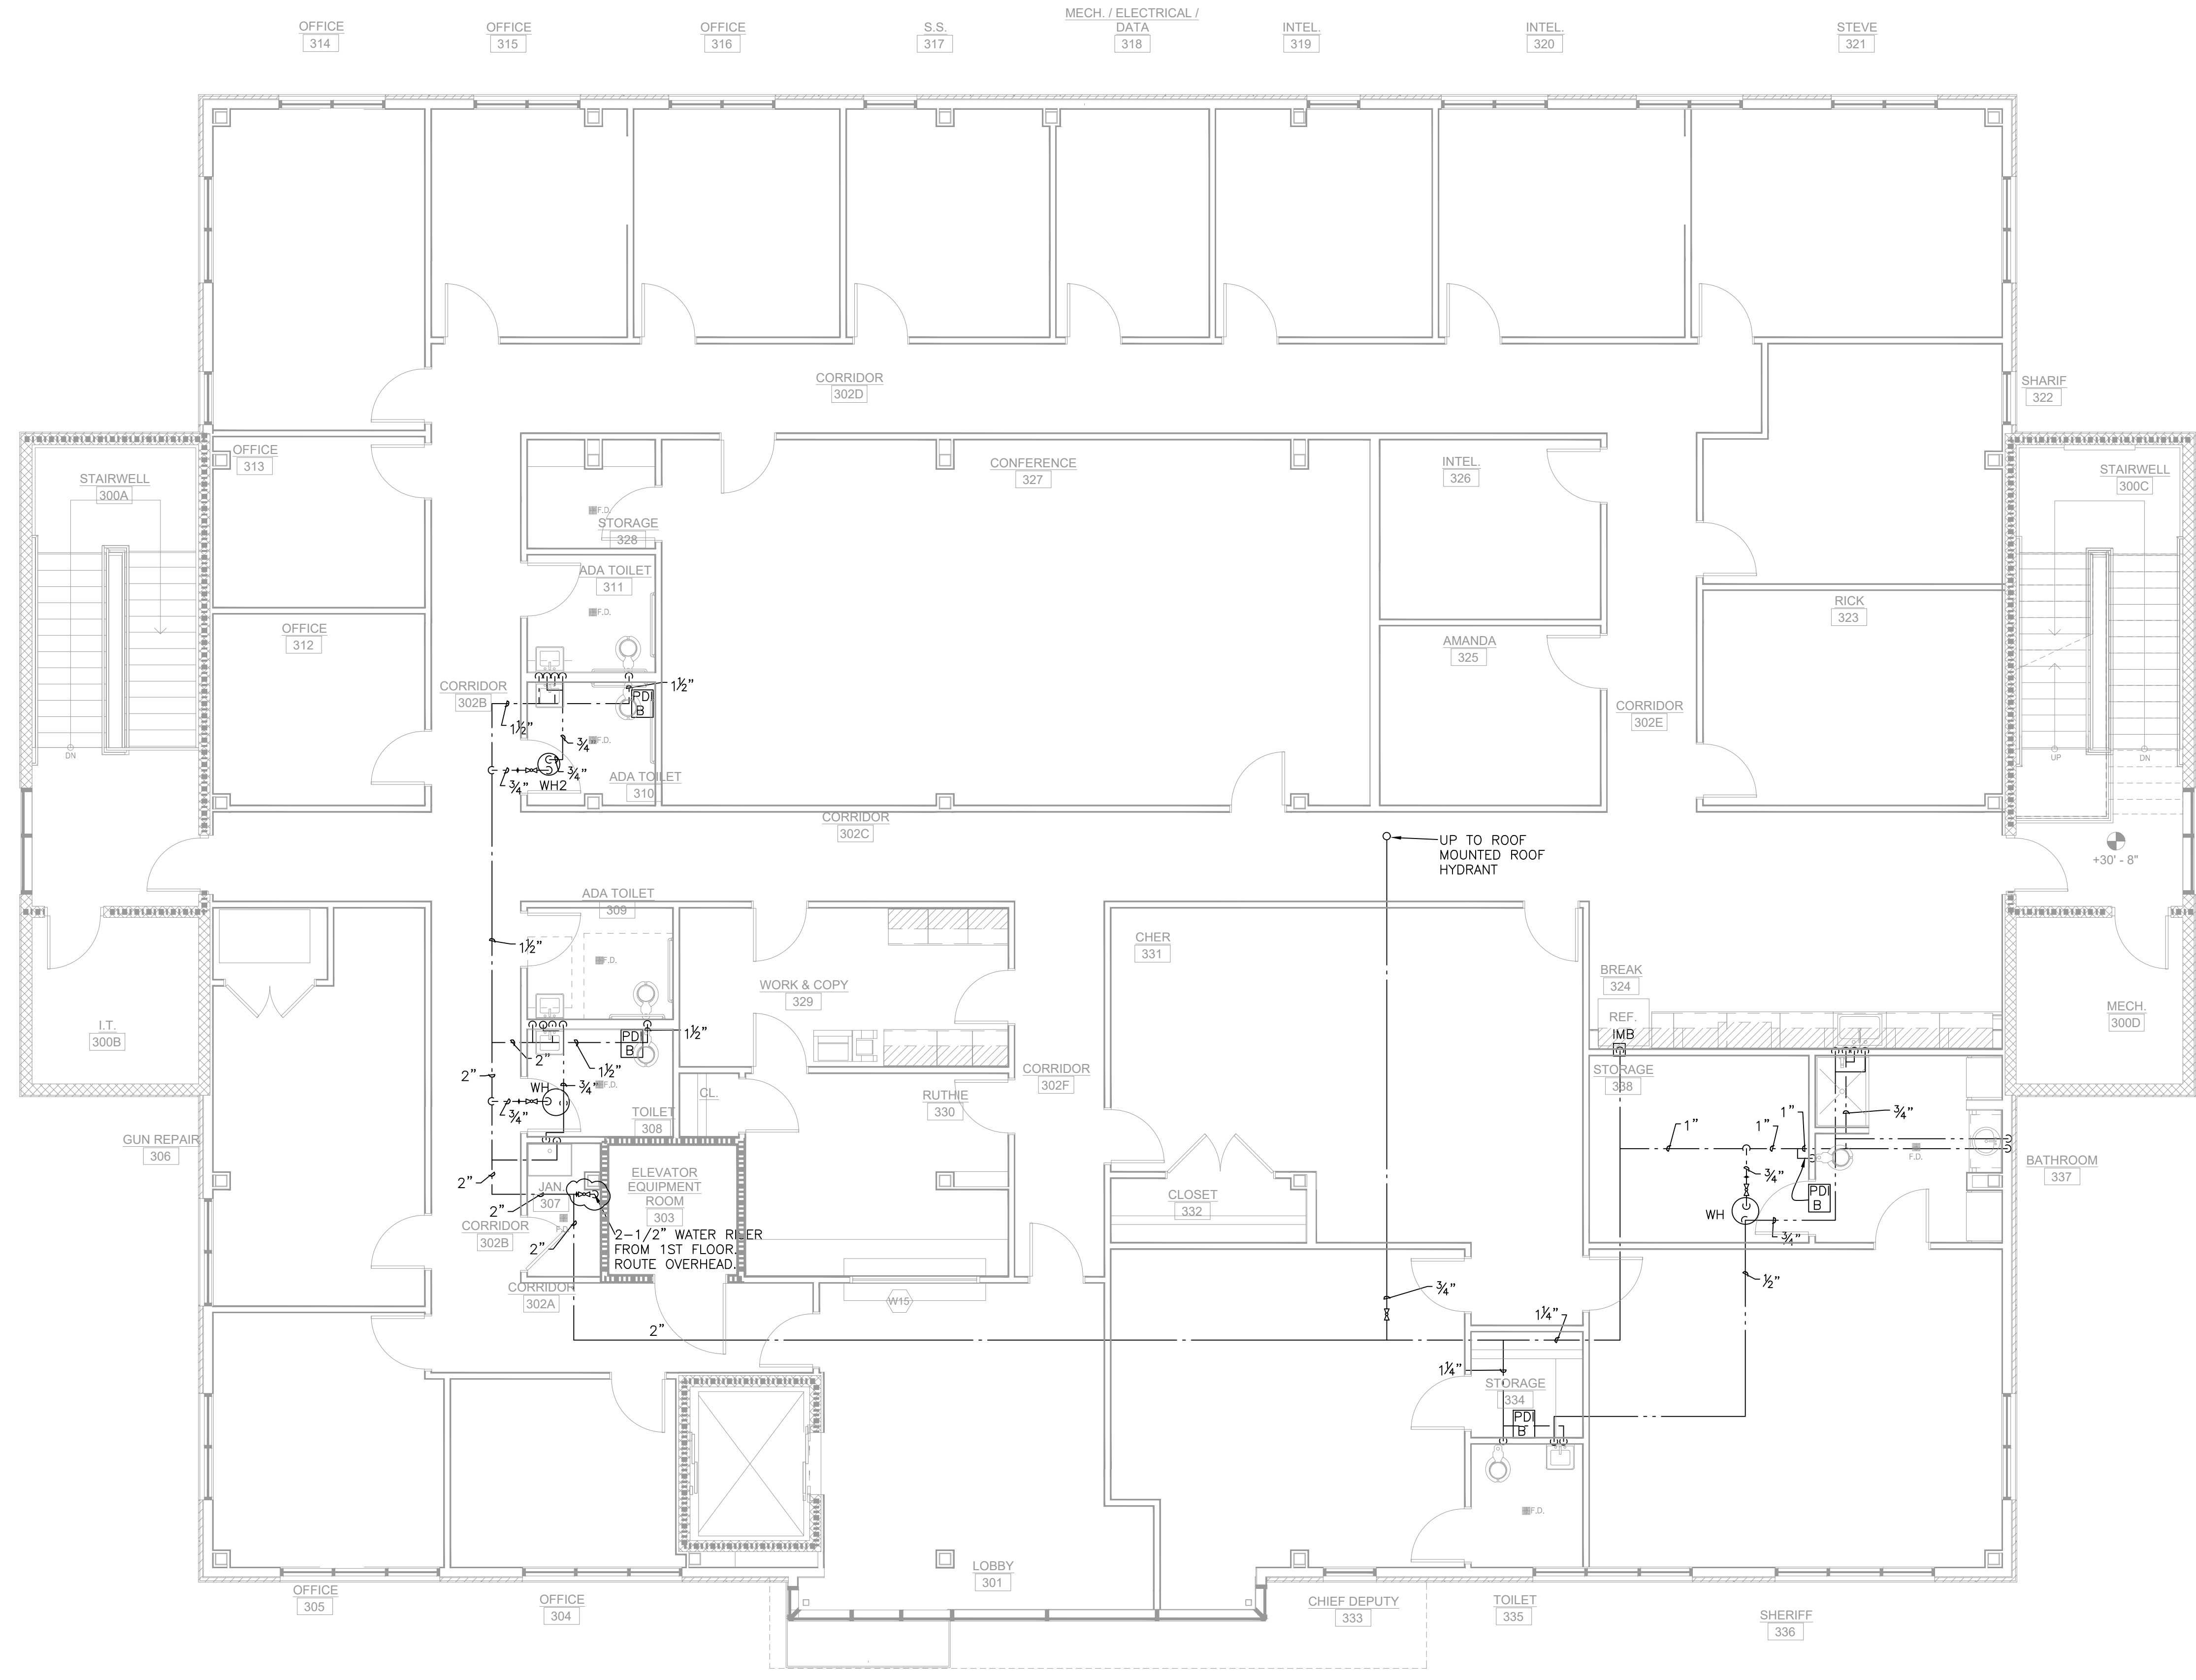 MECH. / ELECTRICAL /
DATA
318
OFFICE
314
OFFICE
315
OFFICE
316
S.S.
317
INTEL.
319
INTEL.
320
STEVE
321
CORRIDOR
302D
SHARIF
322
STAIRWELL
300A
DN
OFFICE
313
CONFERENCE
327
INTEL.
326
STAIRWELL
300C
UP
DN
F.D.
STORAGE
328
ADA TOILET
311
F.D.
OFFICE
312
RICK
323
AMANDA
325
CORRIDOR
302B
1½"
PDI
B
1½"
¾"
F.D.
¾"
¾"
WH2
ADA TOILET
310
CORRIDOR
302E
CORRIDOR
302C
UP TO ROOF
MOUNTED ROOF
HYDRANT
+30' - 8"
ADA TOILET
309
1½"
F.D.
CHER
331
WORK & COPY
329
BREAK
324
REF.
IMB
I.T.
300B
MECH.
300D
PDI
B
1½"
2"
1½"
2"
WH
¾"
F.D.
¾"
TOILET
308
CL.
RUTHIE
330
CORRIDOR
302F
STORAGE
338
1"
1"
1"
¾"
F.D.
¾"
PDI
B
WH
¾"
BATHROOM
337
GUN REPAIR
306
2"
JAN.
307
2"
F.D.
2"
CORRIDOR
302B
ELEVATOR
EQUIPMENT
ROOM
303
2-1/2" WATER RISER
FROM 1ST FLOOR.
ROUTE OVERHEAD.
CLOSET
332
½"
CORRIDOR
302A
W15
¾"
2"
1¼"
1¼"
STORAGE
334
PDI
B
F.D.
LOBBY
301
OFFICE
305
OFFICE
304
CHIEF DEPUTY
333
TOILET
335
SHERIFF
336